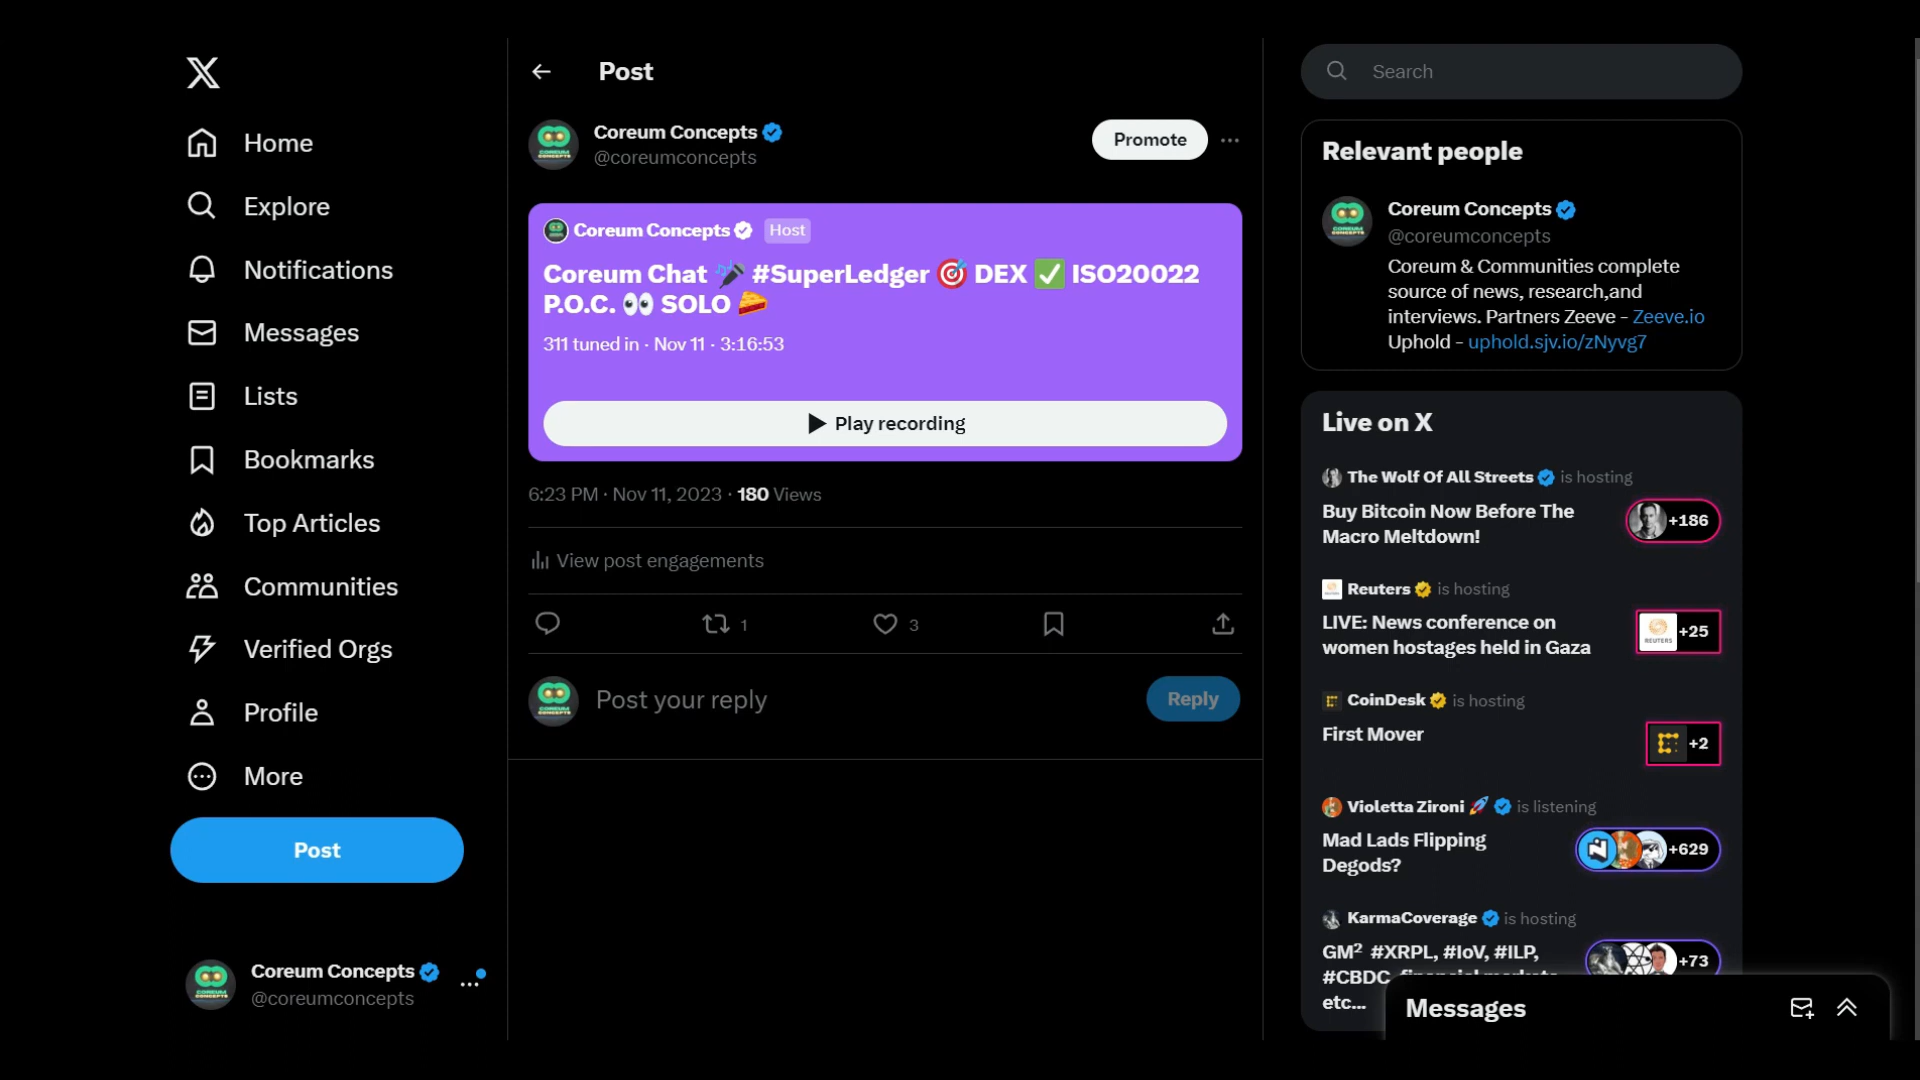 Home
Explore
Notifications
Messages
Lists
Bookmarks
Top Articles
Communities
Verified Orgs
Profile
More
Post
Coreum Concepts
@coreumconcepts
Post
Coreum Concepts
@coreumconcepts
Promote
Coreum Concepts Host
Coreum Chat 🎤 #SuperLedger 🎯 DEX ✅ ISO20022
P.O.C. 👀 SOLO 🍰
311 tuned in · Nov 11 · 3:16:53
Play recording
6:23 PM · Nov 11, 2023 · 180 Views
View post engagements
1
3
Post your reply
Reply
Search
Relevant people
Coreum Concepts
@coreumconcepts
Coreum & Communities complete
source of news, research,and
interviews. Partners Zeeve - Zeeve.io
Uphold - uphold.sjv.io/zNyvg7
Live on X
The Wolf Of All Streets is hosting
Buy Bitcoin Now Before The
Macro Meltdown!
+186
Reuters is hosting
LIVE: News conference on
women hostages held in Gaza
REUTERS
+25
CoinDesk is hosting
First Mover
+2
Violetta Zironi 🚀 is listening
Mad Lads Flipping
Degods?
+629
KarmaCoverage is hosting
GM² #XRPL, #IoV, #ILP,
#CBDC
etc...
+73
Messages